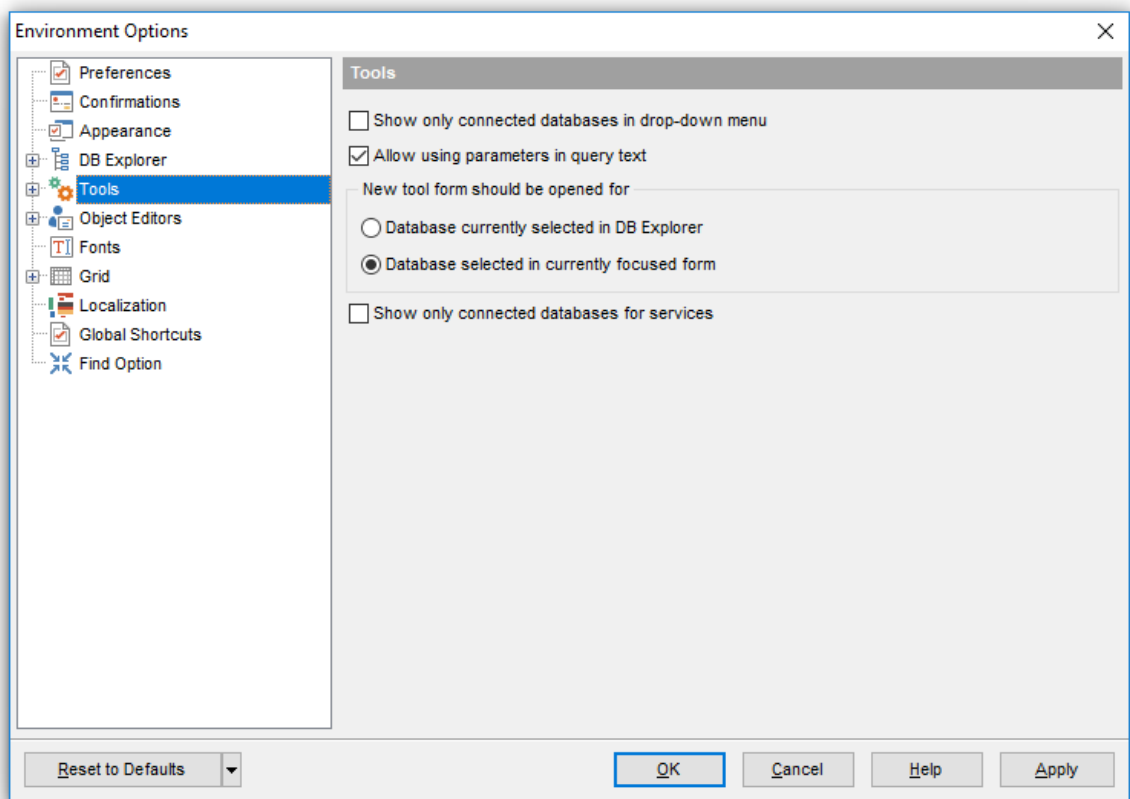 Environment Options
Preferences
Confirmations
Appearance
DB Explorer
Tools
Object Editors
Fonts
Grid
Localization
Global Shortcuts
Find Option
Tools
Show only connected databases in drop-down menu
Allow using parameters in query text
New tool form should be opened for
Database currently selected in DB Explorer
Database selected in currently focused form
Show only connected databases for services
Reset to Defaults
OK
Cancel
Help
Apply